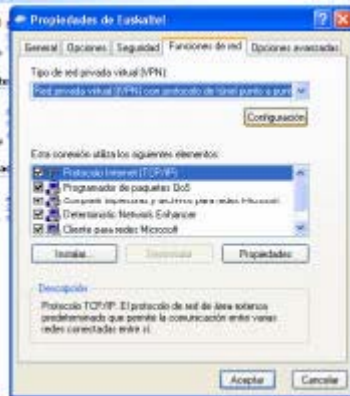 Propiedades de Euskaltel
General Opciones Seguridad Funciones de red Opciones avanzadas
Tipo de red privada virtual (VPN):
Red privada virtual (VPN) con protocolo de túnel punto a punt
Configuración
Esta conexión utiliza los siguientes elementos:
Protocolo Internet (TCP/IP)
Programador de paquetes QoS
Compartir impresoras y archivos para redes Microsoft
Deterministic Network Enhancer
Cliente para redes Microsoft
Instalar... Desinstalar Propiedades
Descripción
Protocolo TCP/IP. El protocolo de red de área extensa
predeterminado que permite la comunicación entre varias
redes conectadas entre sí.
Aceptar Cancelar